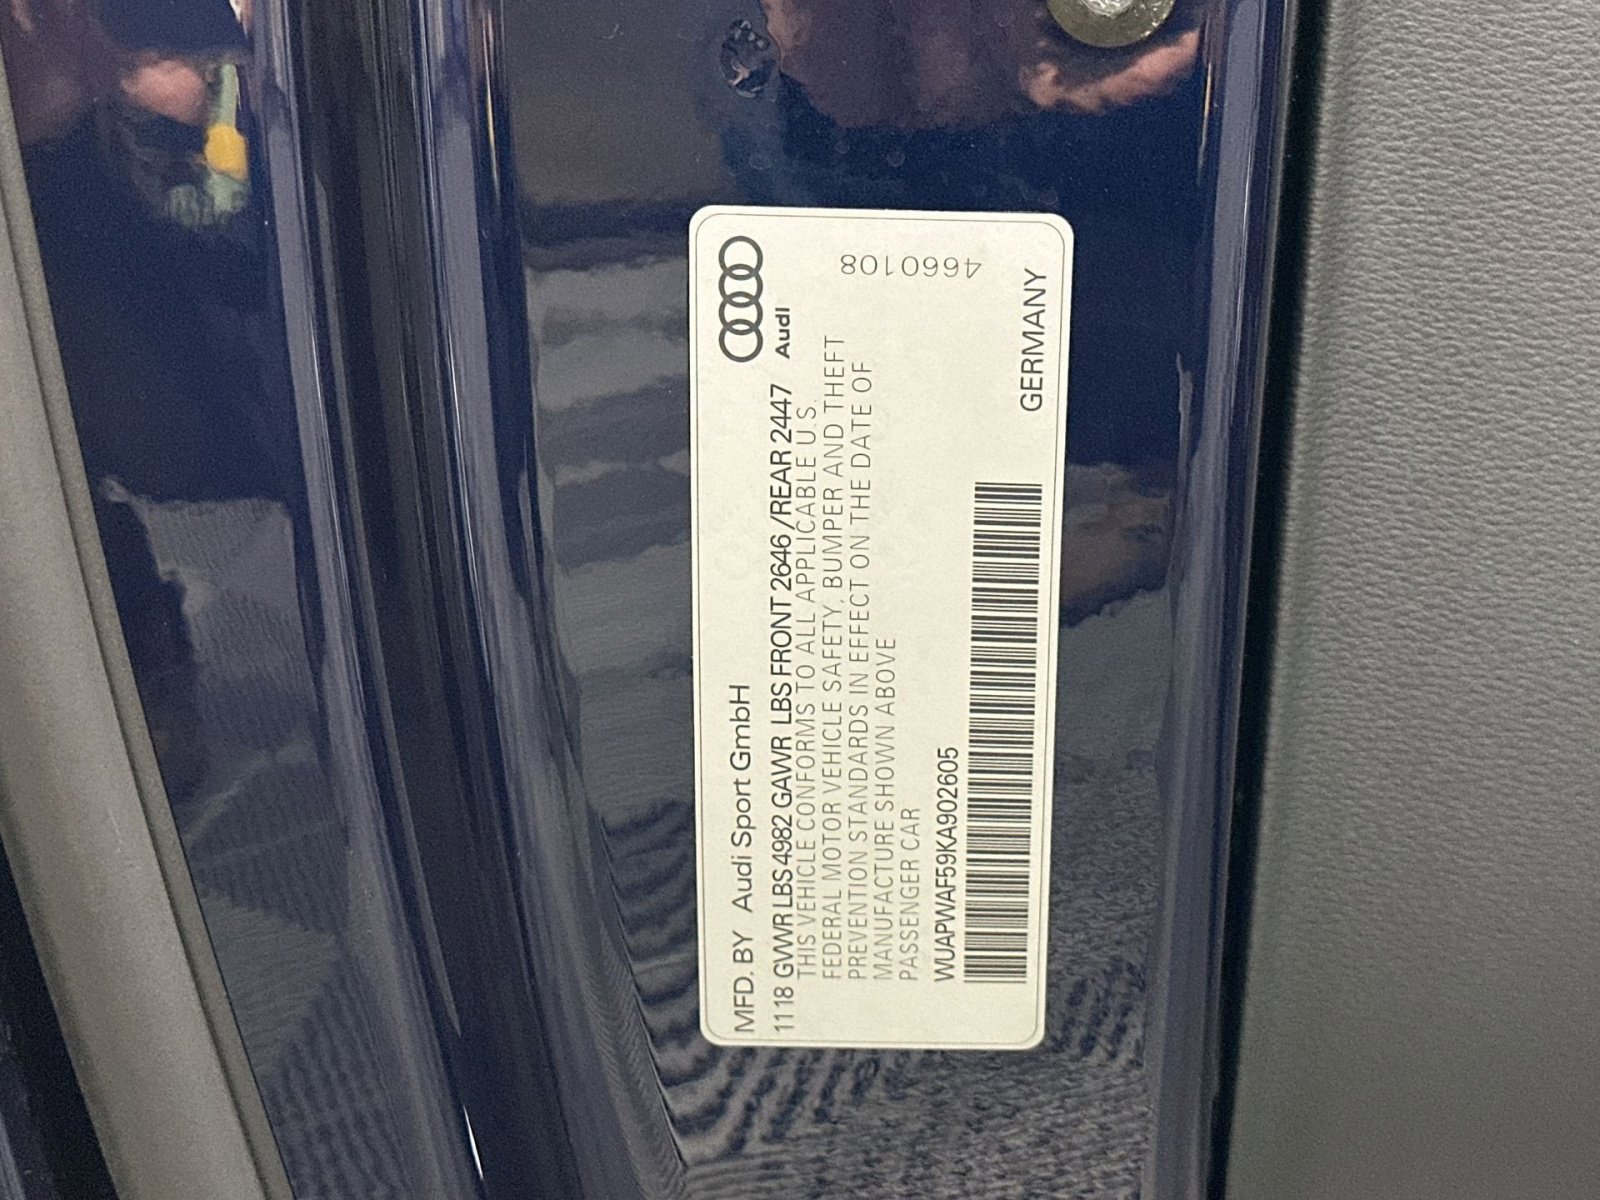 MFD. BY Audi Sport GmbH
Audi
1118 GVWR LBS 4982 GAWR LBS FRONT 2646 /REAR 2447
THIS VEHICLE CONFORMS TO ALL APPLICABLE U.S.
FEDERAL MOTOR VEHICLE SAFETY, BUMPER AND THEFT
PREVENTION STANDARDS IN EFFECT ON THE DATE OF
MANUFACTURE SHOWN ABOVE
PASSENGER CAR
4660108
WUAPWAF59KA902605
GERMANY